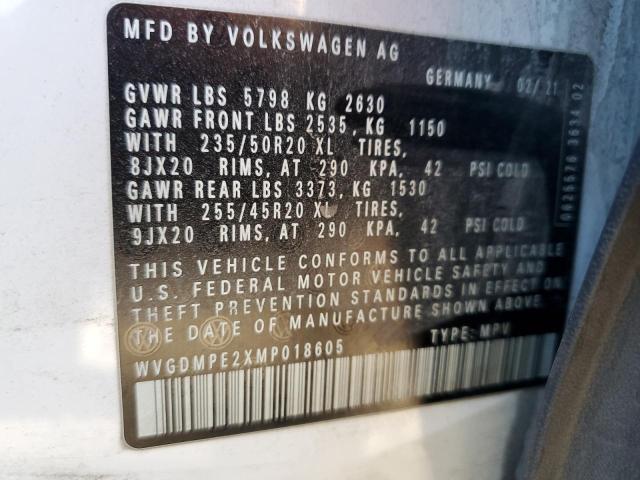 MFD BY VOLKSWAGEN AG
GERMANY 02/21
GVWR LBS 5798 KG 2630
GAWR FRONT LBS 2535, KG 1150
WITH 235/50R20 XL TIRES,
8JX20 RIMS, AT 290 KPA, 42 PSI COLD
GAWR REAR LBS 3373, KG 1530
WITH 255/45R20 XL TIRES,
9JX20 RIMS, AT 290 KPA, 42 PSI COLD
THIS VEHICLE CONFORMS TO ALL APPLICABLE
U.S. FEDERAL MOTOR VEHICLE SAFETY AND
THEFT PREVENTION STANDARDS IN EFFECT ON
THE DATE OF MANUFACTURE SHOWN ABOVE.
WVGDMPE2XMP018605 TYPE: MPV
0625576 3634 02